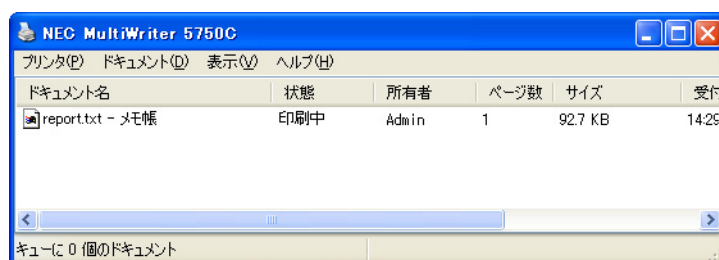 NEC MultiWriter 5750C
プリンタ(P) ドキュメント(D) 表示(V) ヘルプ(H)
ドキュメント名 状態 所有者 ページ数 サイズ 受付
report.txt - メモ帳 印刷中 Admin 1 92.7 KB 14:29
キューに 0 個のドキュメント